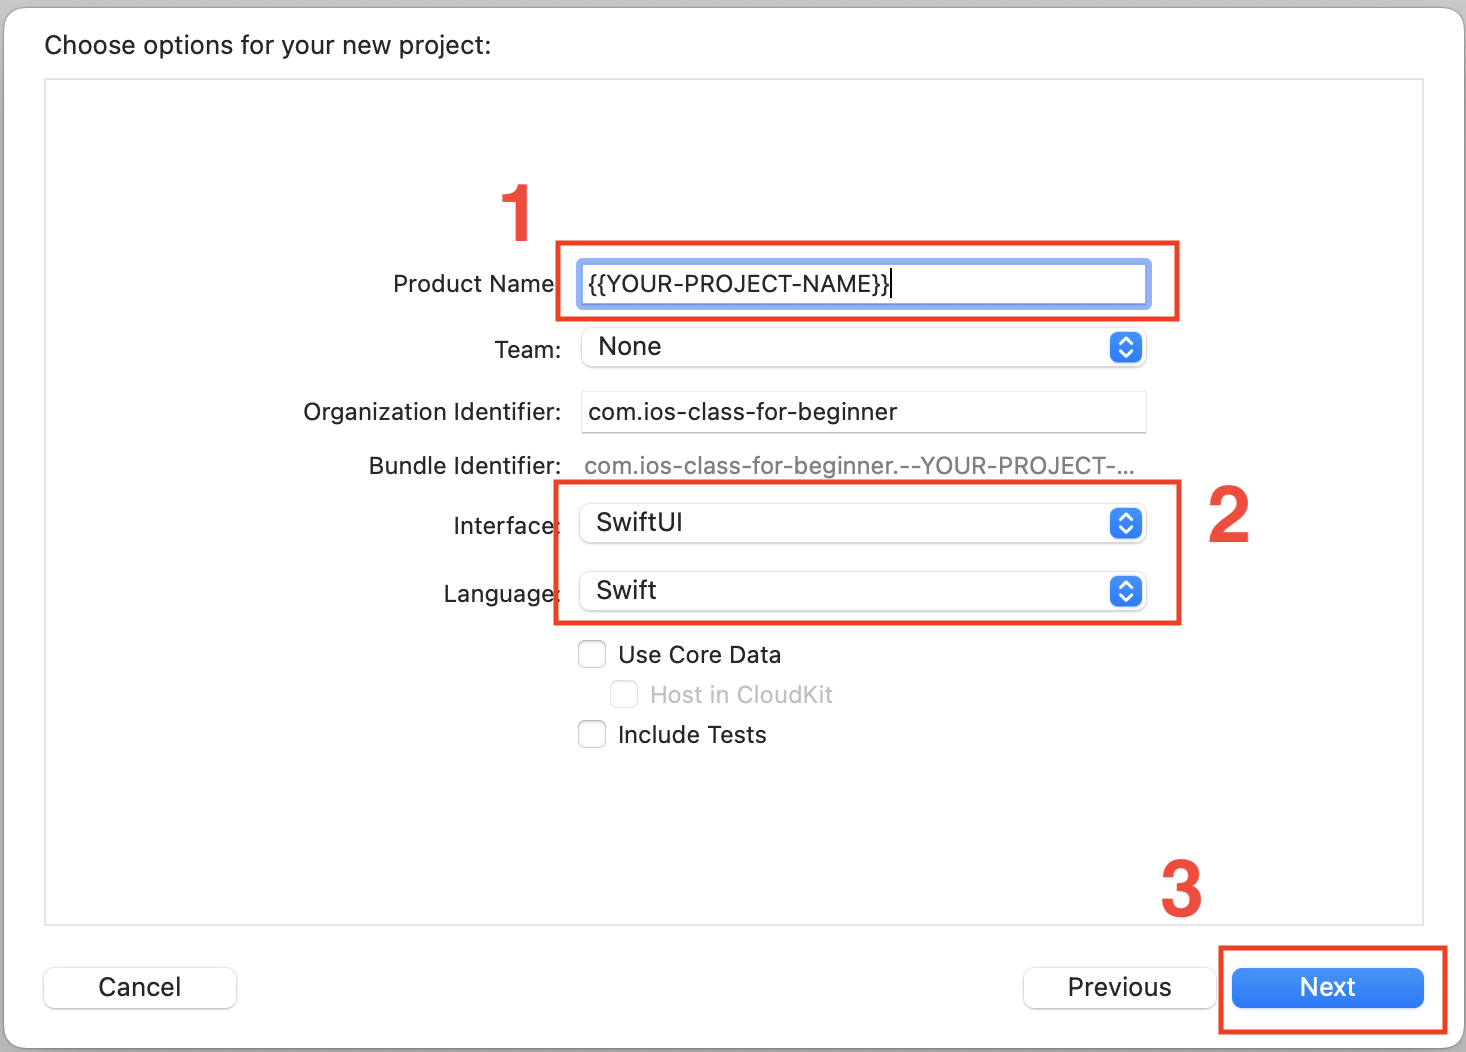 Choose options for your new project:
1
Product Name {{YOUR-PROJECT-NAME}}
Team: None
Organization Identifier: com.ios-class-for-beginner
Bundle Identifier: com.ios-class-for-beginner.--YOUR-PROJECT-...
2
Interface: SwiftUI
Language: Swift
Use Core Data
Host in CloudKit
Include Tests
3
Cancel Previous Next